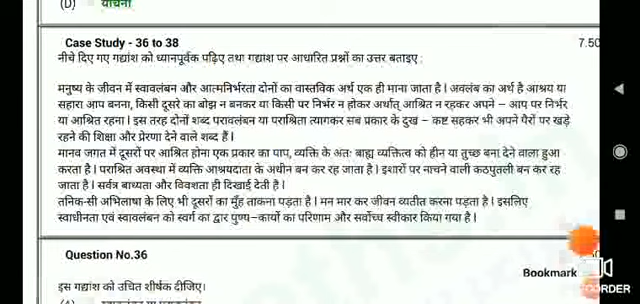 (D) याचना
Case Study - 36 to 38
7.50
नीचे दिए गए गद्यांश को ध्यानपूर्वक पढ़िए तथा गद्यांश पर आधारित प्रश्नों का उत्तर बताइए :
मनुष्य के जीवन में स्वावलंबन और आत्मनिर्भरता दोनों का वास्तविक अर्थ एक ही माना जाता है l अवलंब का अर्थ है आश्रय या
सहारा आप बनना, किसी दूसरे का बोझ न बनकर या किसी पर निर्भर न होकर अर्थात् आश्रित न रहकर अपने – आप पर निर्भर
या आश्रित रहना l इस तरह दोनों शब्द परावलंबन या पराश्रिता त्यागकर सब प्रकार के दुख – कष्ट सहकर भी अपने पैरों पर खड़े
रहने की शिक्षा और प्रेरणा देने वाले शब्द हैं l
मानव जगत में दूसरों पर आश्रित होना एक प्रकार का पाप, व्यक्ति के अंतः बाह्य व्यक्तित्व को हीन या तुच्छ बना देने वाला हुआ
करता है l पराश्रित अवस्था में व्यक्ति आश्रयदाता के अधीन बन कर रह जाता है l इशारों पर नाचने वाली कठपुतली बन कर रह
जाता है l सर्वत्र बाध्यता और विवशता ही दिखाई देती है l
तनिक-सी अभिलाषा के लिए भी दूसरों का मुँह ताकना पड़ता है l मन मार कर जीवन व्यतीत करना पड़ता है l इसलिए
स्वाधीनता एवं स्वावलंबन को स्वर्ग का द्वार पुण्य–कार्यो का परिणाम और सर्वोच्च स्वीकार किया गया है l
Question No.36
Bookmark
इस गद्यांश को उचित शीर्षक दीजिए।
(A)
ORDER